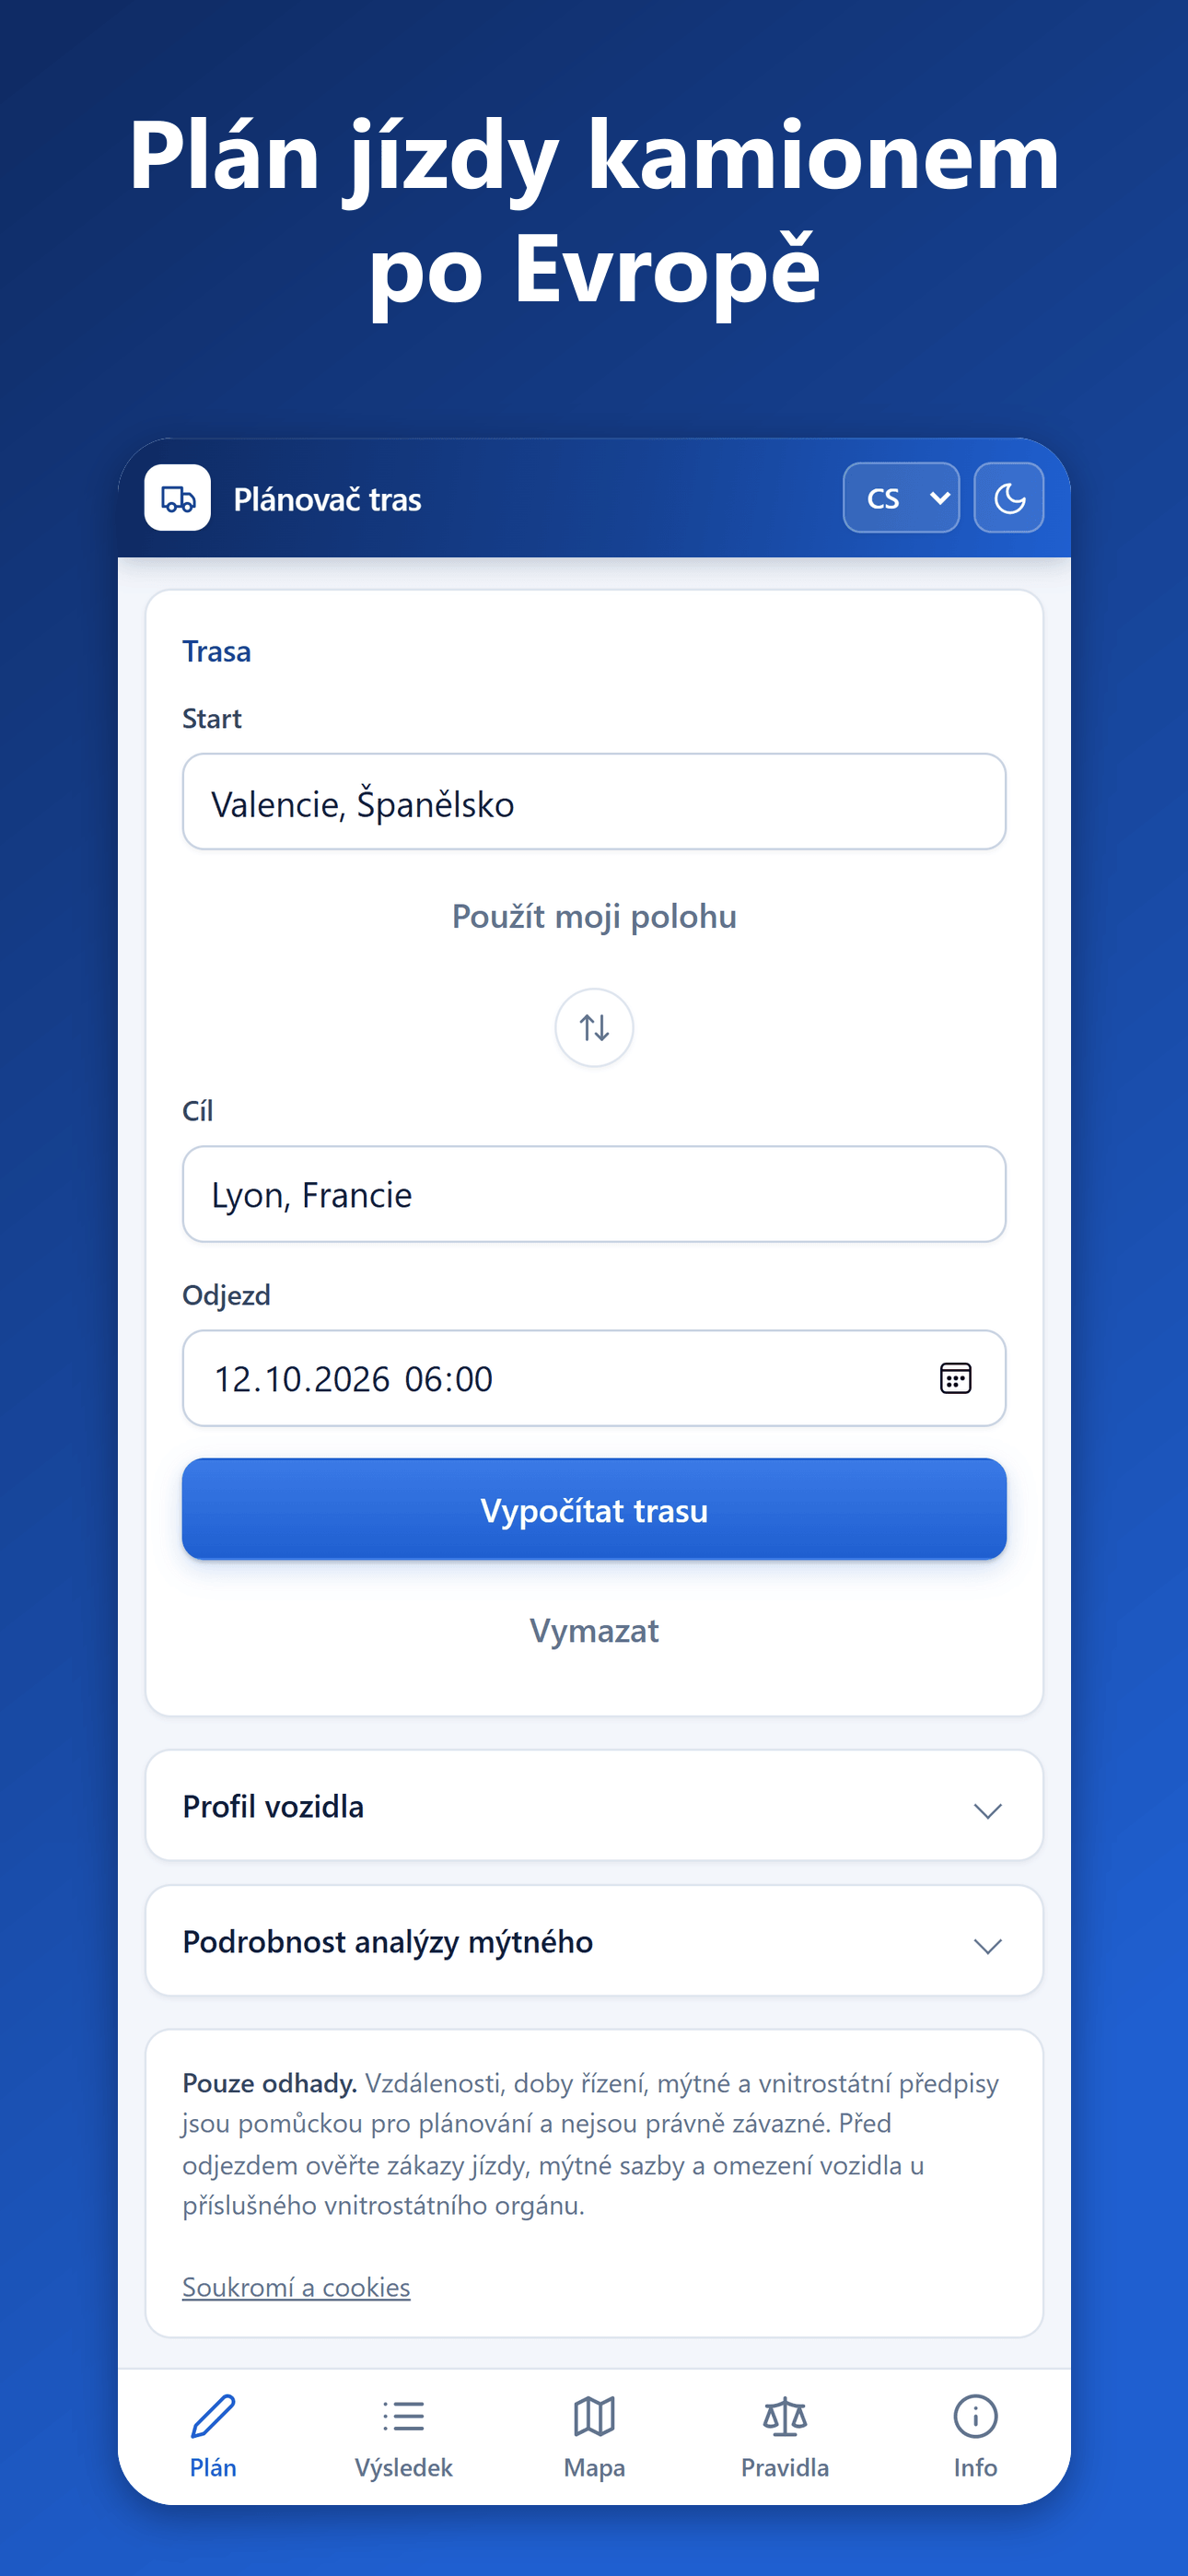 Plán jízdy kamionem
po Evropě
Plánovač tras
CS
Trasa
Start
Valencie, Španělsko
Použít moji polohu
Cíl
Lyon, Francie
Odjezd
12.10.2026 06:00
Vypočítat trasu
Vymazat
Profil vozidla
Podrobnost analýzy mýtného
Pouze odhady. Vzdálenosti, doby řízení, mýtné a vnitrostátní předpisy
jsou pomůckou pro plánování a nejsou právně závazné. Před
odjezdem ověřte zákazy jízdy, mýtné sazby a omezení vozidla u
příslušného vnitrostátního orgánu.
Soukromí a cookies
Plán
Výsledek
Mapa
Pravidla
Info